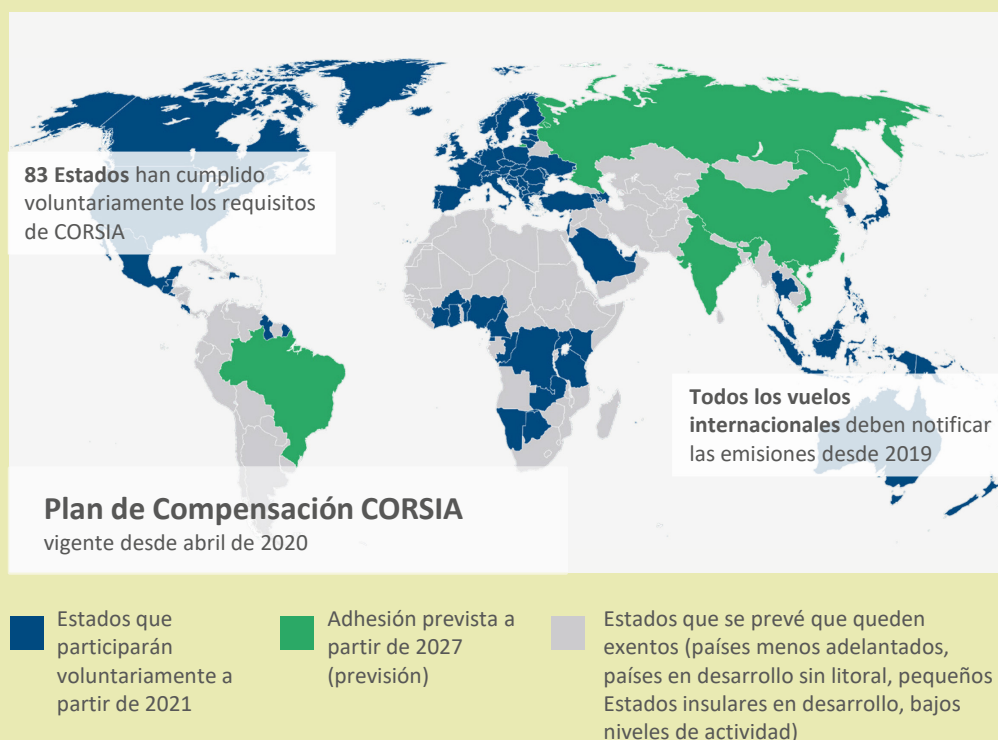 83 Estados han cumplido
voluntariamente los requisitos
de CORSIA
Todos los vuelos
internacionales deben notificar
las emisiones desde 2019
Plan de Compensación CORSIA
vigente desde abril de 2020
Estados que
participarán
voluntariamente a
partir de 2021
Adhesión prevista a
partir de 2027
(previsión)
Estados que se prevé que queden
exentos (países menos adelantados,
países en desarrollo sin litoral, pequeños
Estados insulares en desarrollo, bajos
niveles de actividad)